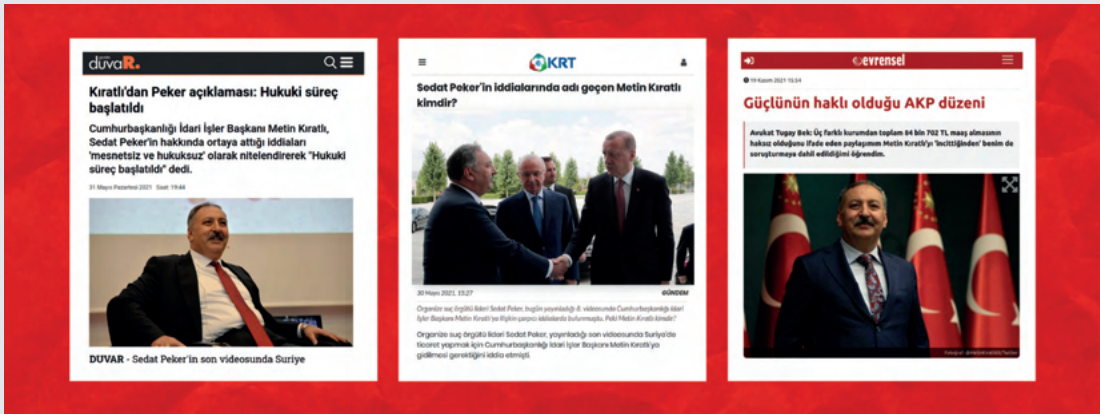 duvaR.
Kıratlı'dan Peker açıklaması: Hukuki süreç
başlatıldı
Cumhurbaşkanlığı İdari İşler Başkanı Metin Kıratlı,
Sedat Peker'in hakkında ortaya attığı iddiaları
'mesnetsiz ve hukuksuz' olarak nitelendirerek "Hukuki
süreç başlatıldı" dedi.
31 Mayıs Pazartesi 2021 Saat: 19:44
DUVAR - Sedat Peker'in son videosunda Suriye
KRT
Sedat Peker'in iddialarında adı geçen Metin Kıratlı
kimdir?
30 Mayıs 2021, 15:27
GÜNDEM
Organize suç örgütü lideri Sedat Peker, bugün yayınladığı 8. videosunda Cumhurbaşkanlığı İdari
İşler Başkanı Metin Kıratlı'ya ilişkin çarpıcı iddialarda bulunmuştu. Peki Metin Kıratlı kimdir?
Organize suç örgütü lideri Sedat Peker, yayınladığı son videosunda Suriye'de
ticaret yapmak için Cumhurbaşkanlığı İdari İşler Başkanı Metin Kıratlı'ya
gidilmesi gerektiğini iddia etmişti.
evrensel
19 Kasım 2021 15:54
Güçlünün haklı olduğu AKP düzeni
Avukat Tugay Bek: Üç farklı kurumdan toplam 84 bin 702 TL maaş almasının
haksız olduğunu ifade eden paylaşımım Metin Kıratlı'yı 'incittiğinden' benim de
soruşturmaya dahil edildiğimi öğrendim.